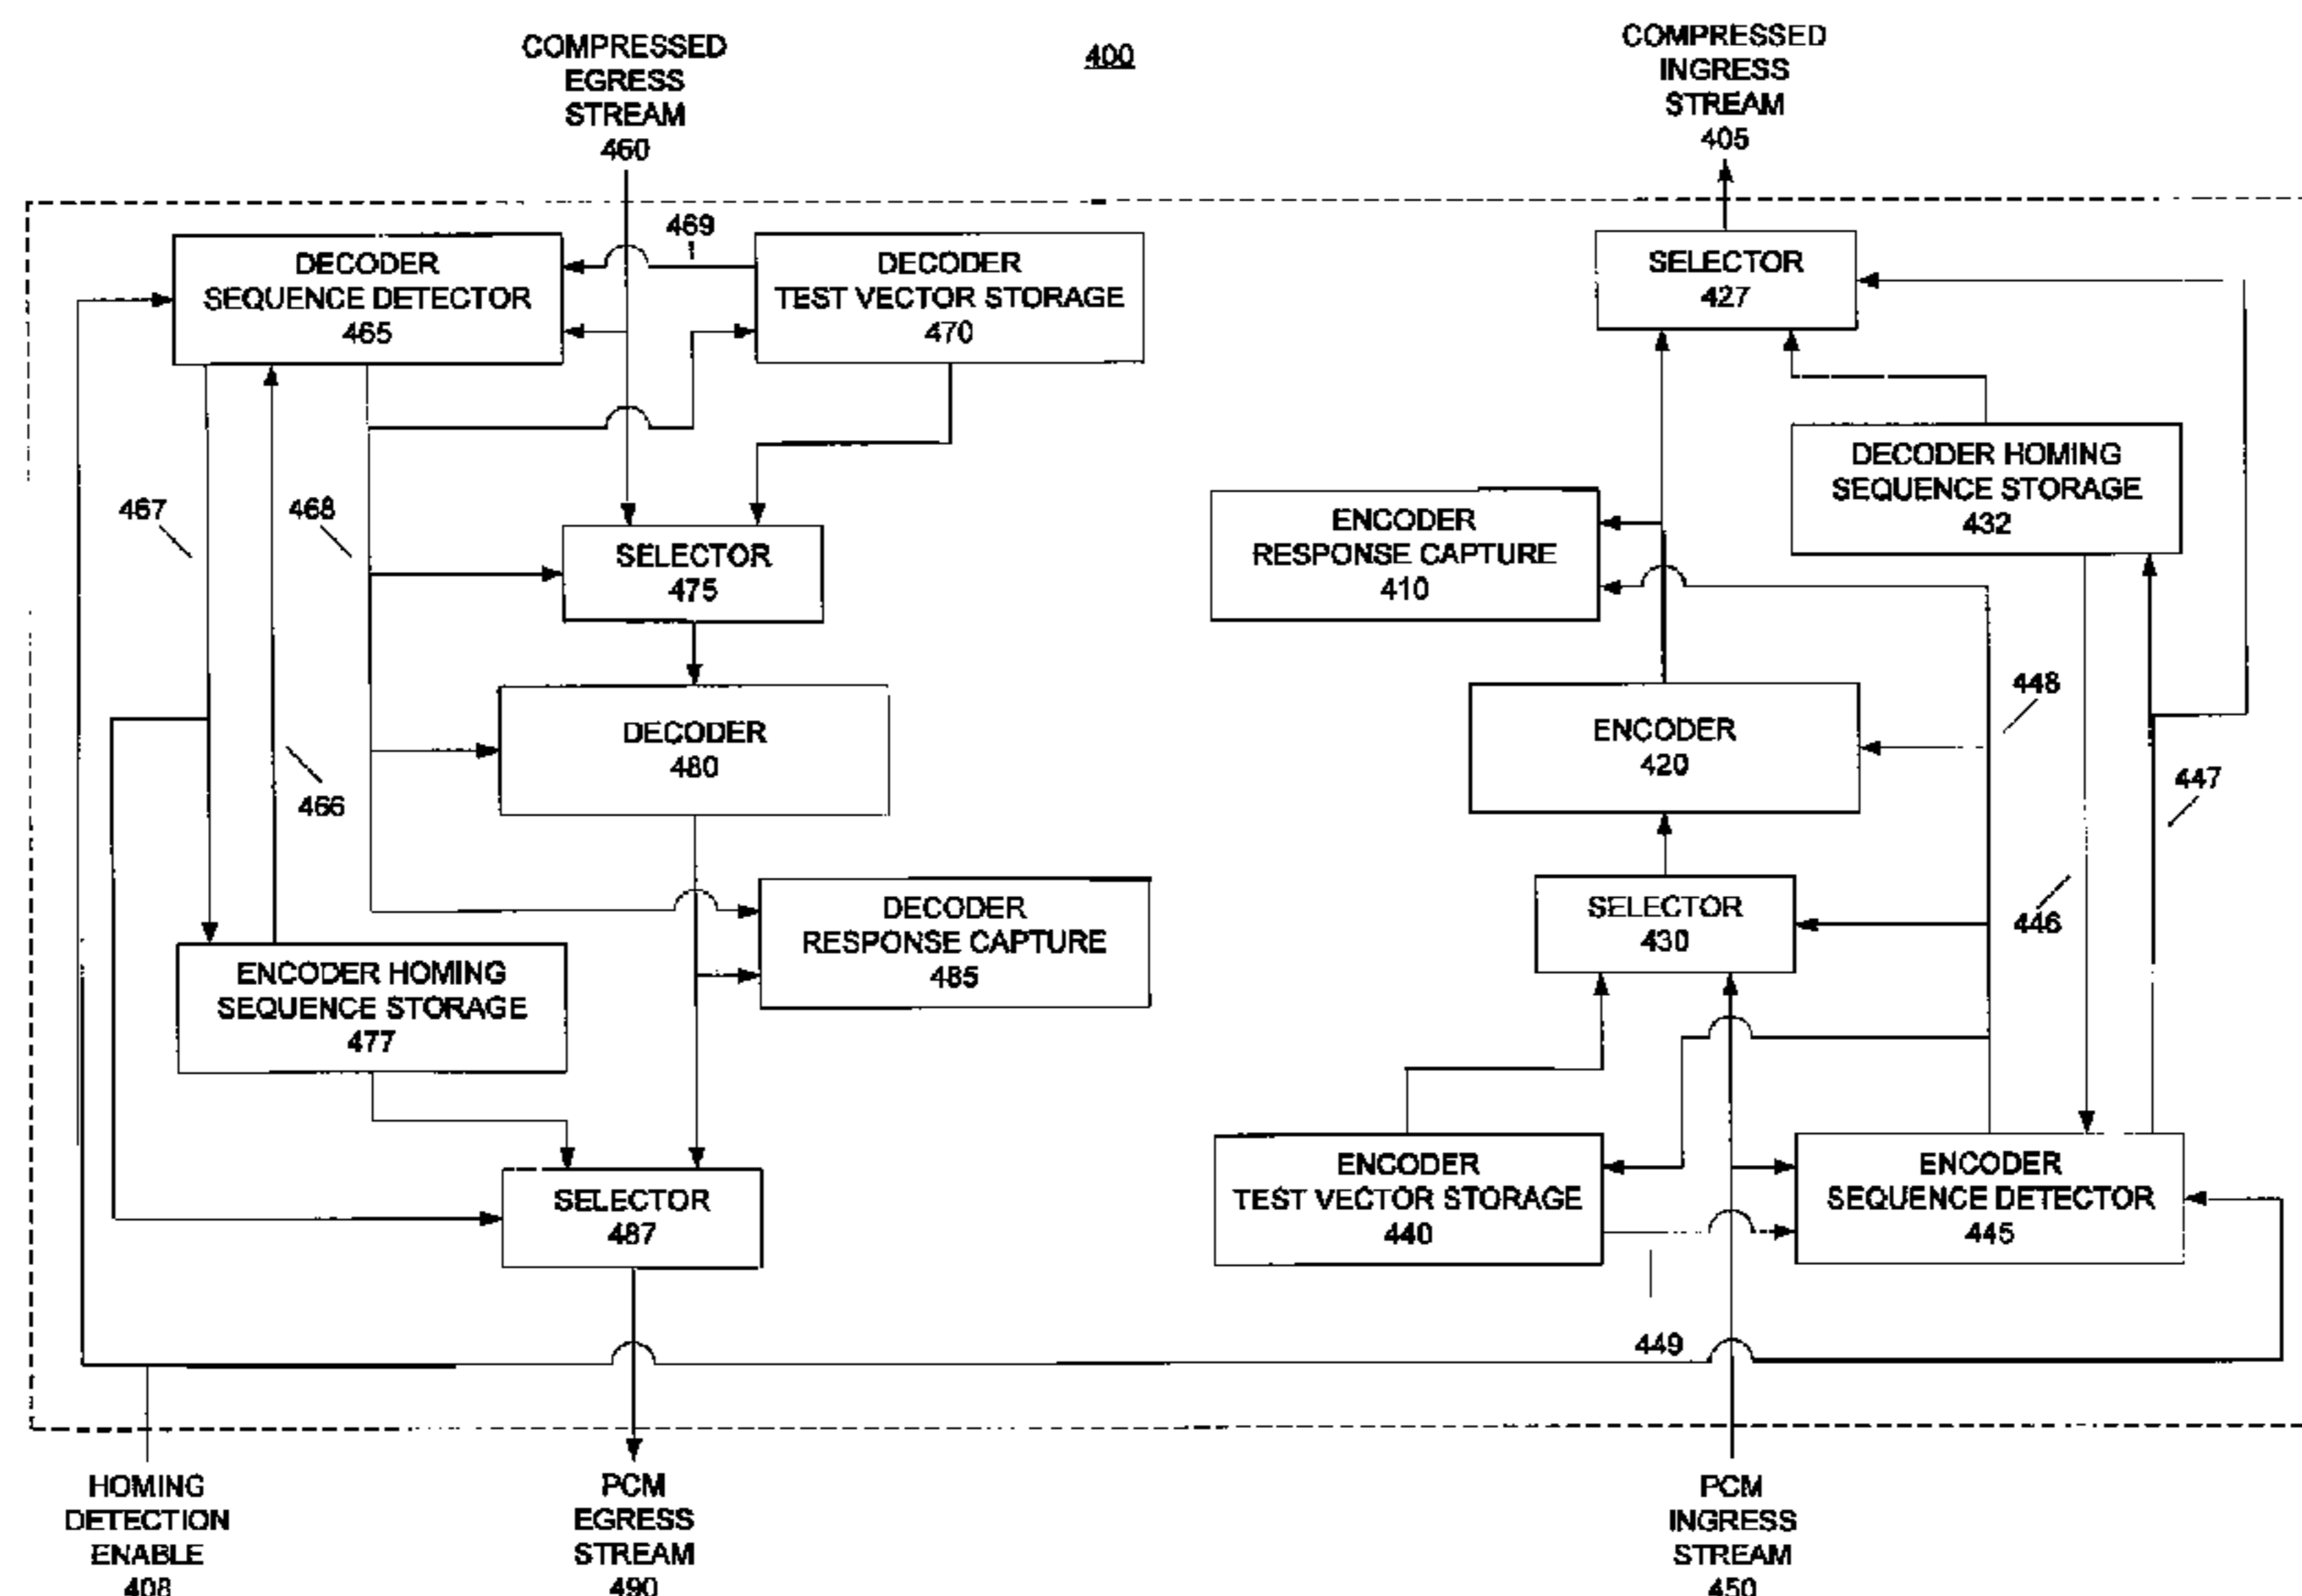 400
COMPRESSED
EGRESS
STREAM
460
COMPRESSED
INGRESS
STREAM
405
469
DECODER
SEQUENCE DETECTOR
465
DECODER
TEST VECTOR STORAGE
470
SELECTOR
427
467
468
SELECTOR
475
ENCODER
RESPONSE CAPTURE
410
DECODER HOMING
SEQUENCE STORAGE
432
DECODER
480
466
ENCODER
420
448
447
446
ENCODER HOMING
SEQUENCE STORAGE
477
DECODER
RESPONSE CAPTURE
485
SELECTOR
430
SELECTOR
487
ENCODER
TEST VECTOR STORAGE
440
ENCODER
SEQUENCE DETECTOR
445
449
HOMING
DETECTION
ENABLE
408
PCM
EGRESS
STREAM
490
PCM
INGRESS
STREAM
450